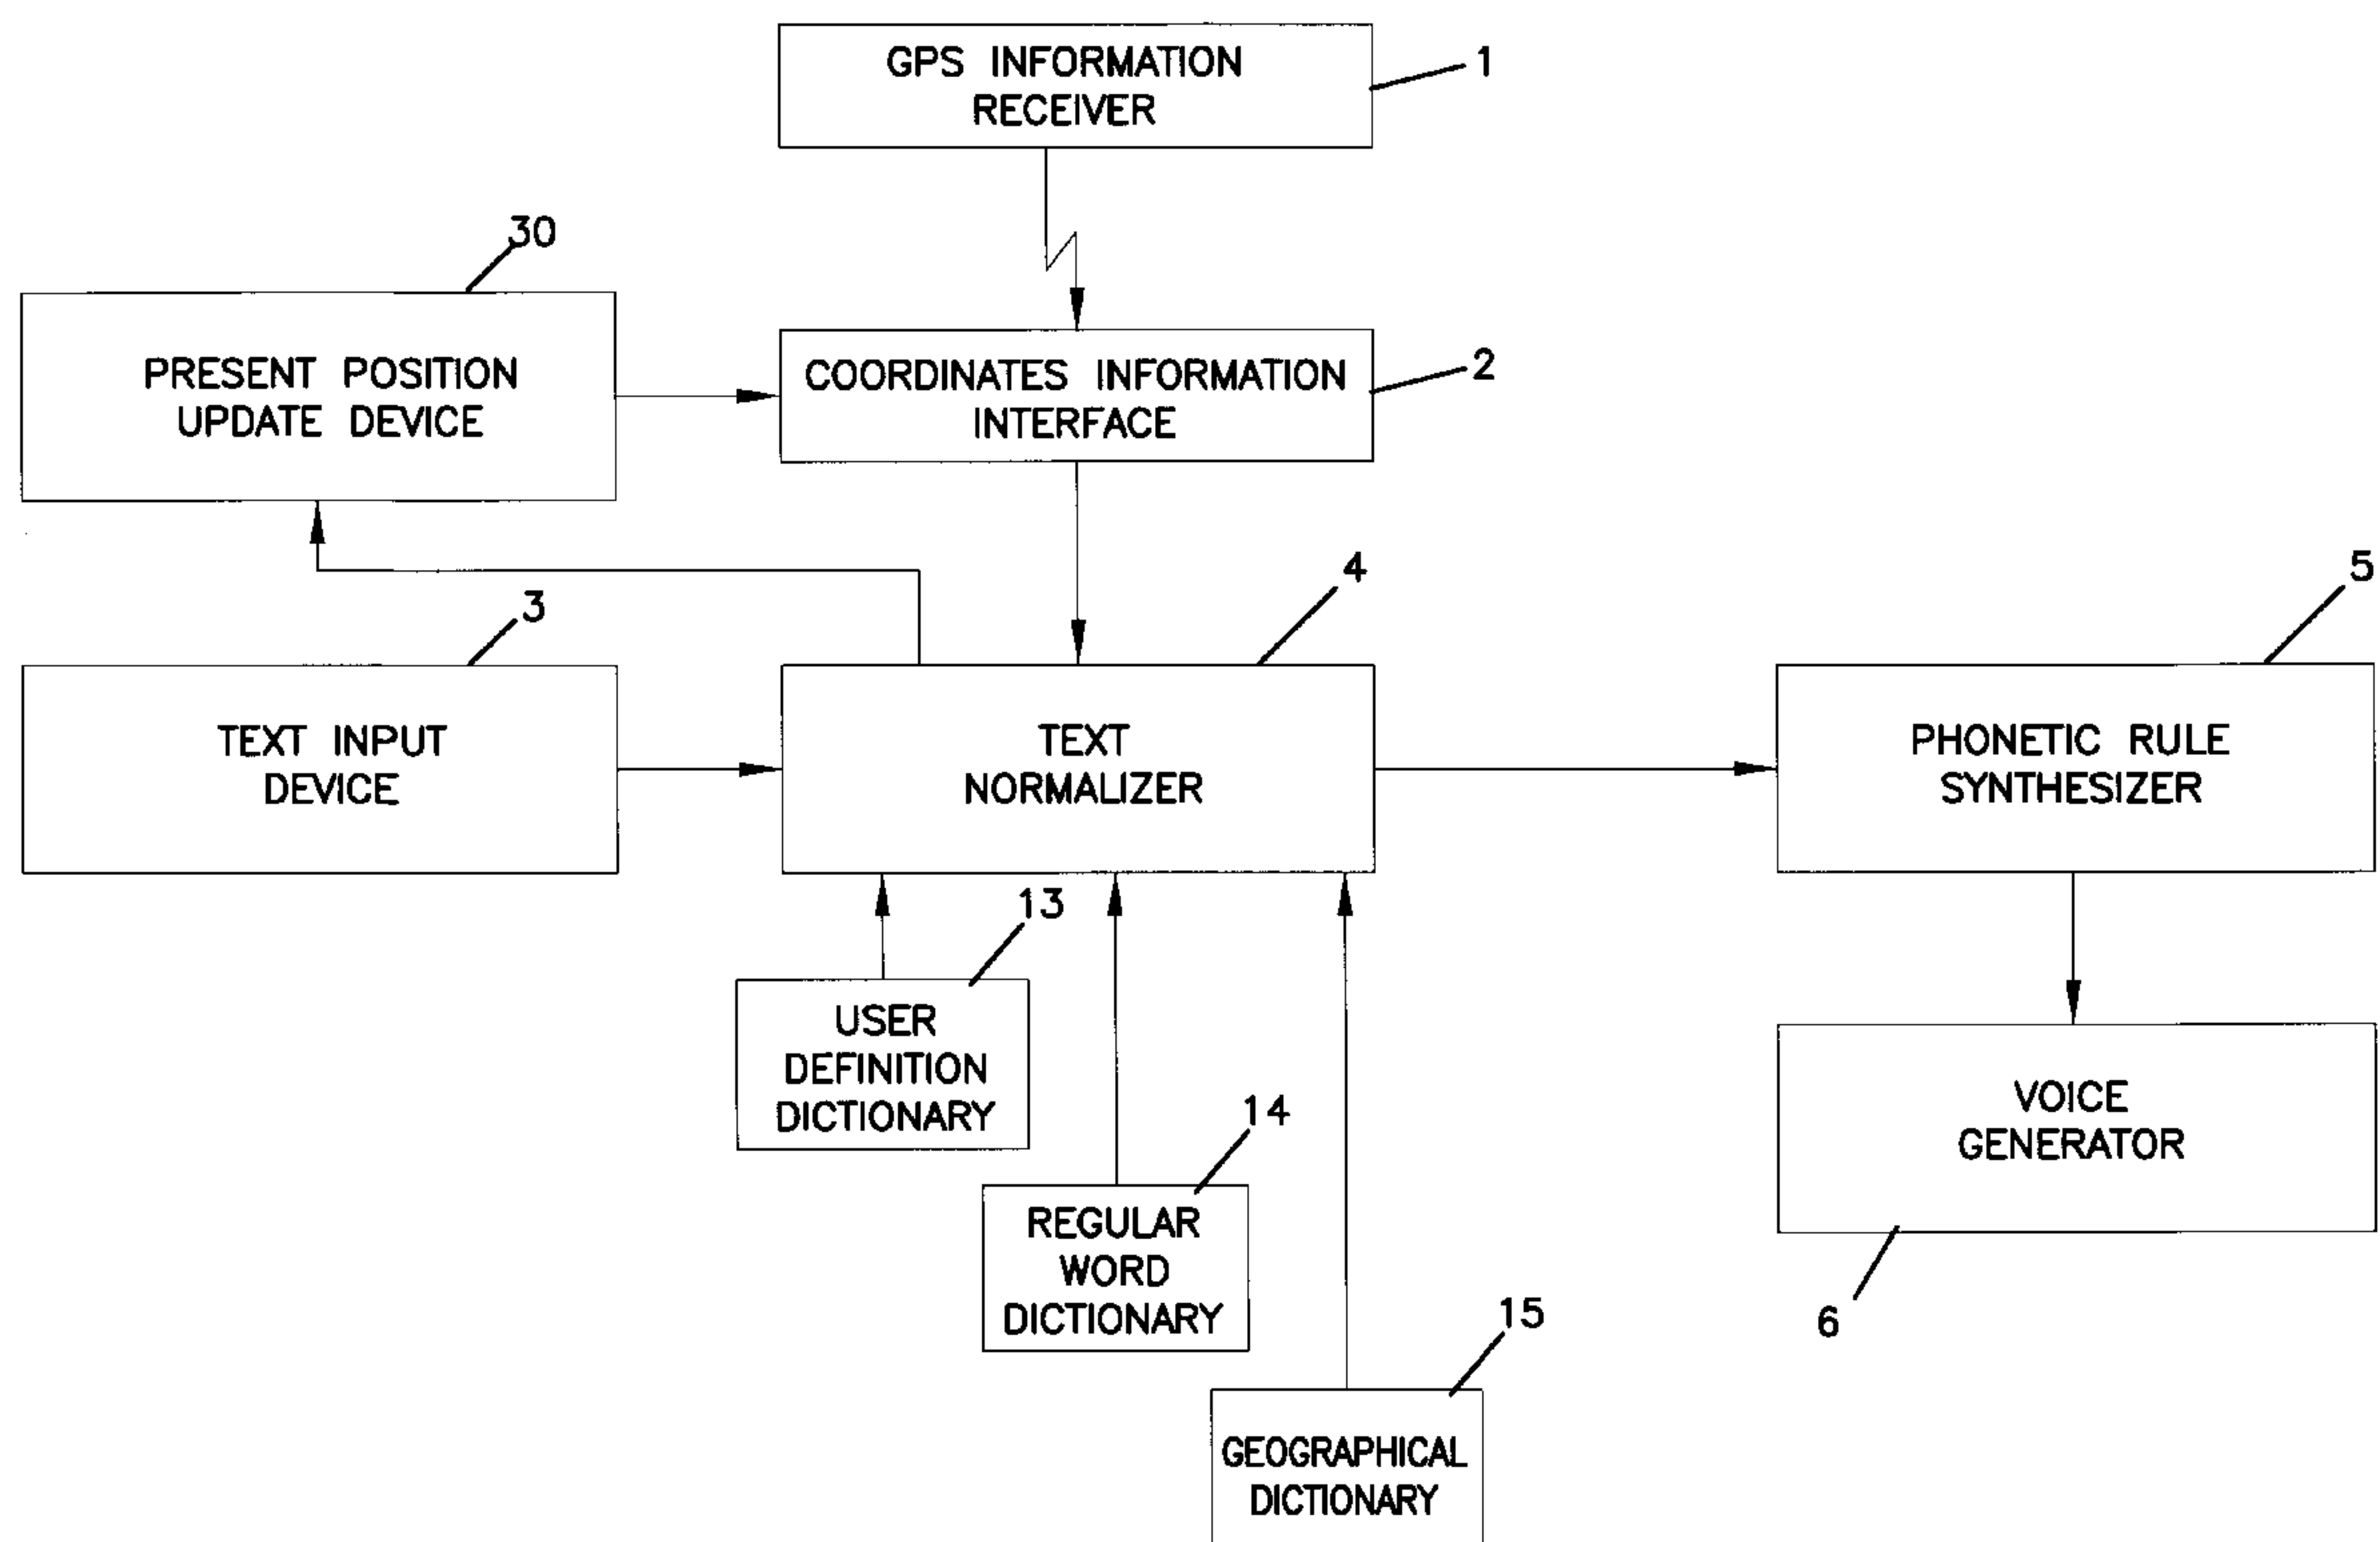 GPS INFORMATION
RECEIVER
1
30
PRESENT POSITION
UPDATE DEVICE
COORDINATES INFORMATION
INTERFACE
2
3
TEXT INPUT
DEVICE
4
TEXT
NORMALIZER
5
PHONETIC RULE
SYNTHESIZER
13
USER
DEFINITION
DICTIONARY
14
REGULAR
WORD
DICTIONARY
VOICE
GENERATOR
6
15
GEOGRAPHICAL
DICTIONARY